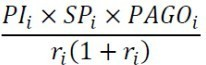 PI_i × SP_i × PAGO_i
r_i(1 + r_i)